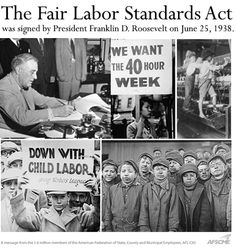 The Fair Labor Standards Act
was signed by President Franklin D. Roosevelt on June 25, 1938.
WE WANT
THE 40
HOUR
WEEK
DOWN
WITH
CHILD LABOR
A message from the 1.6 million members of the American Federation of State, County and Municipal Employees, AFL-CIO
AFSCME